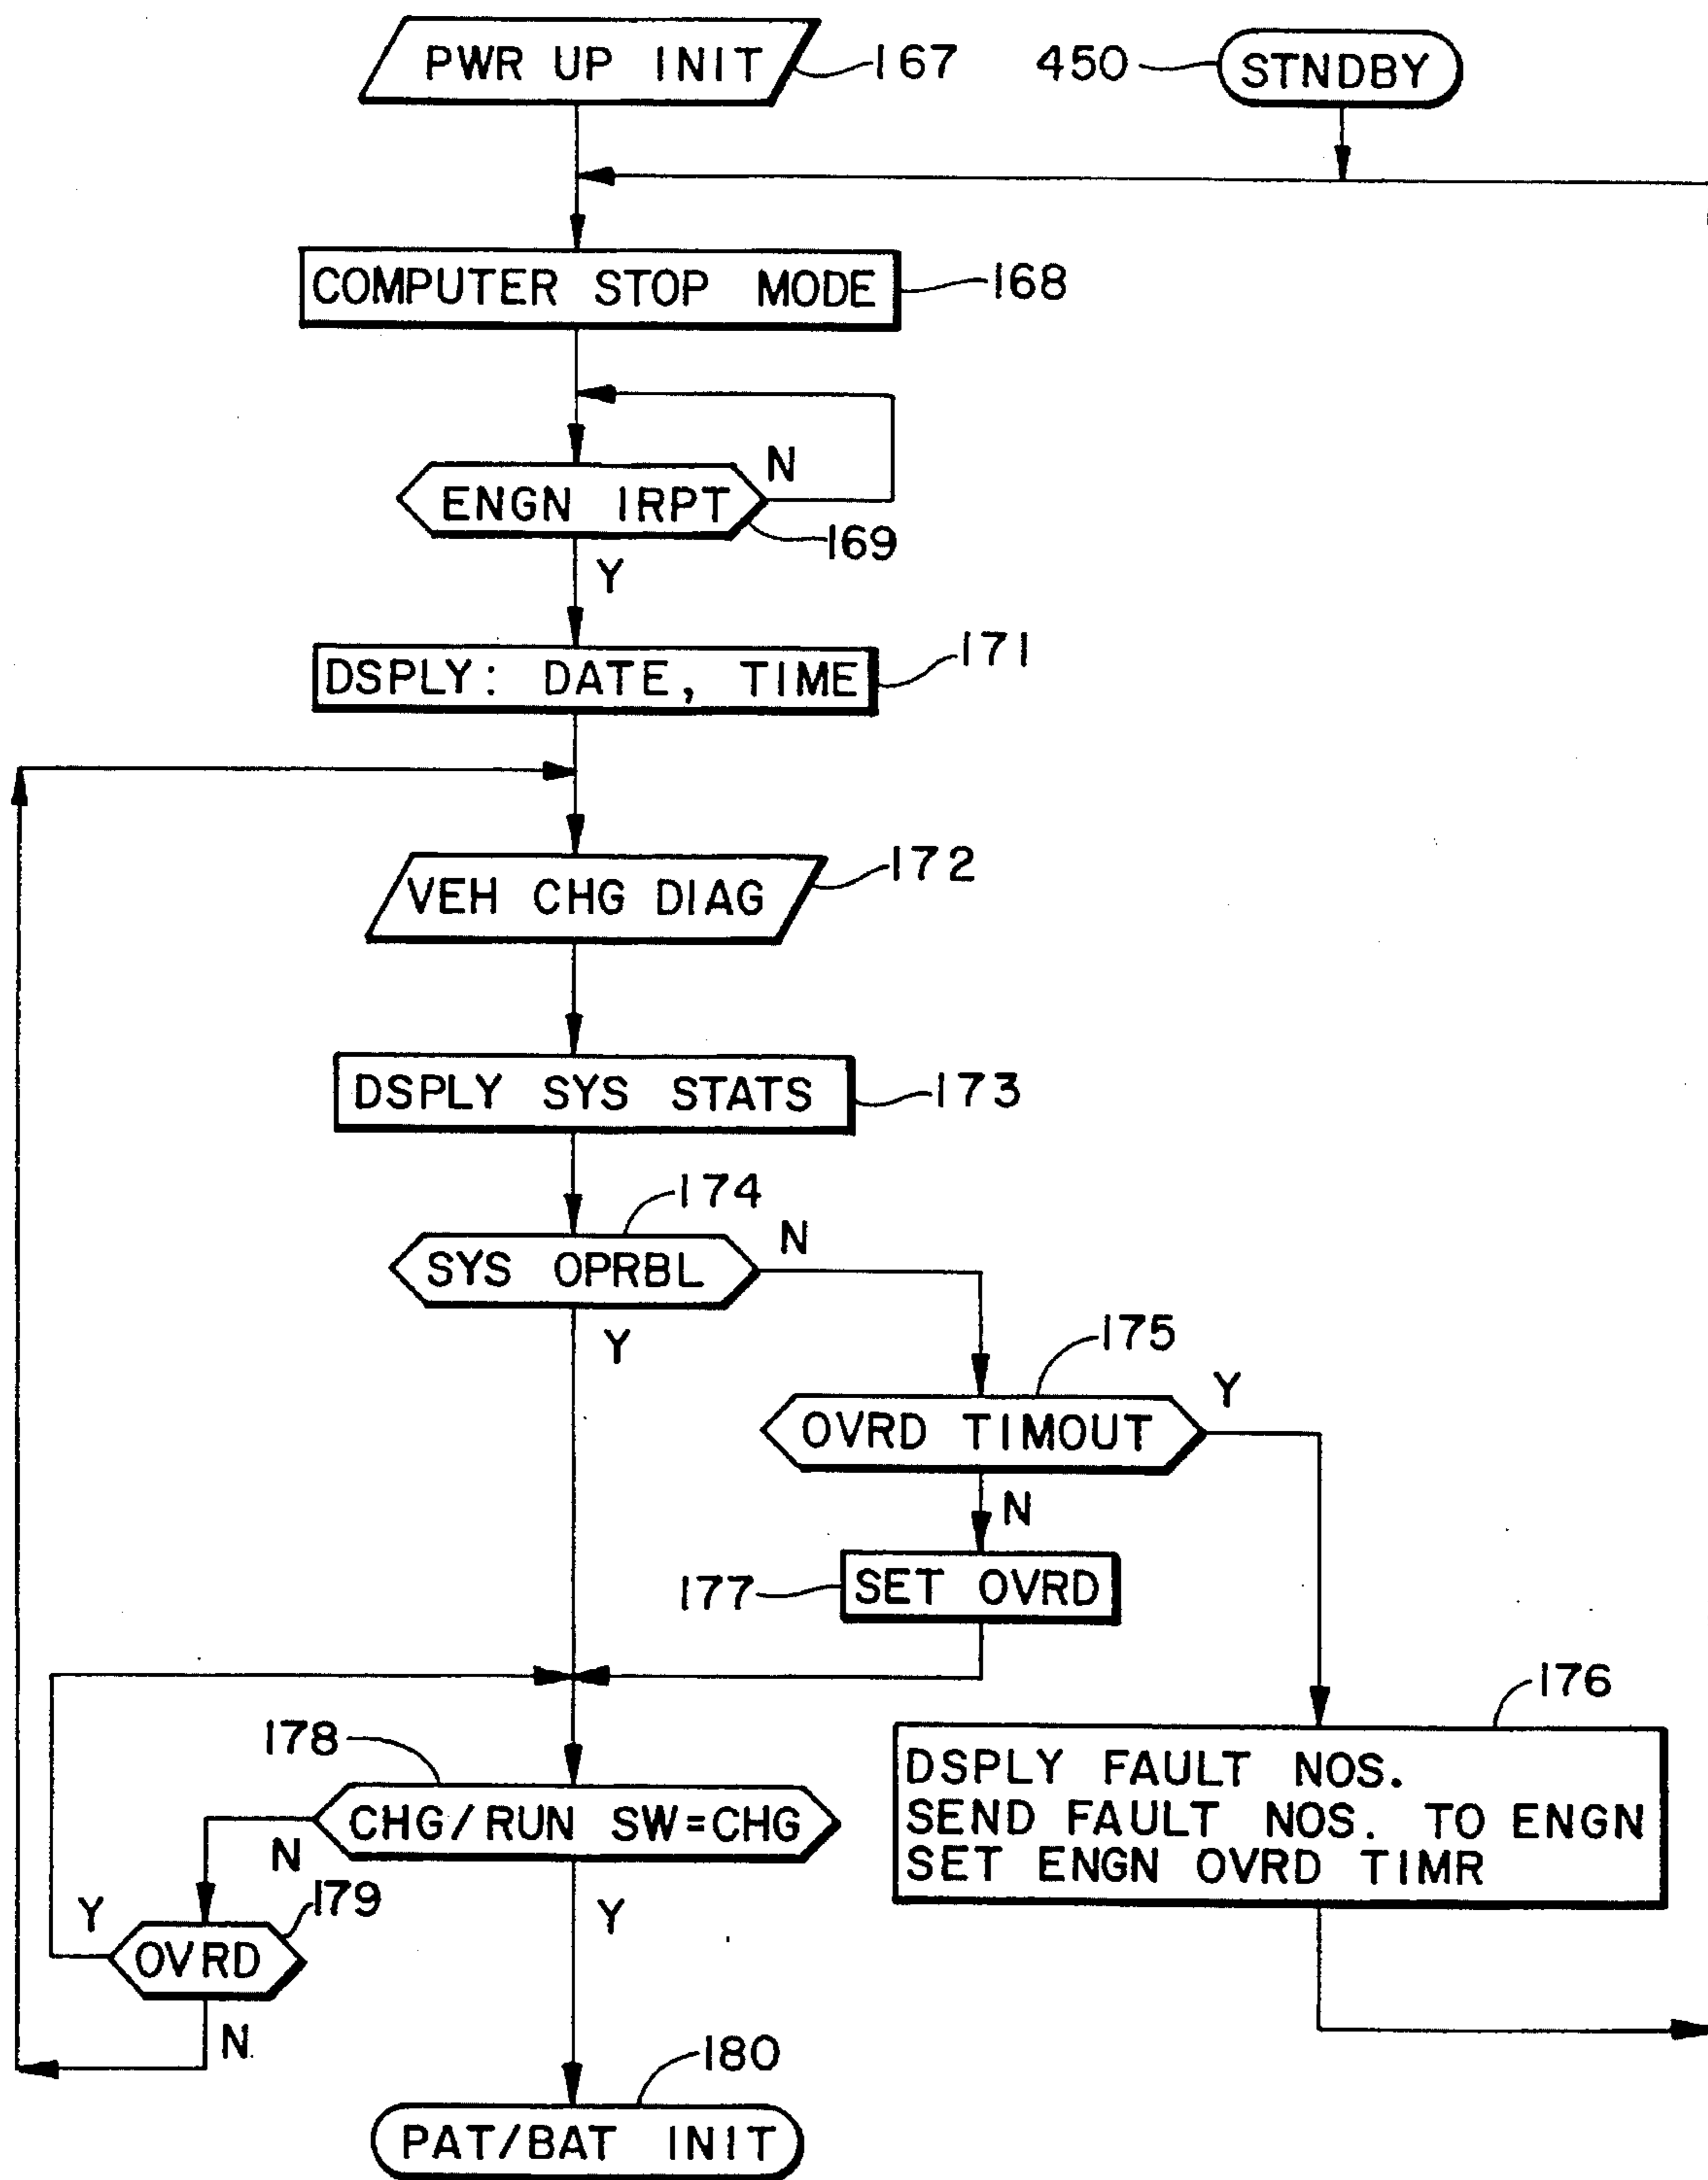 PWR UP INIT
167
450
STNDBY
COMPUTER STOP MODE
168
N
ENGN IRPT
169
Y
DSPLY: DATE, TIME
171
VEH CHG DIAG
172
DSPLY SYS STATS
173
174
SYS OPRBL
N
Y
175
OVRD TIMOUT
Y
N
177
SET OVRD
176
DSPLY FAULT NOS.
SEND FAULT NOS. TO ENGN
SET ENGN OVRD TIMR
178
CHG/RUN SW=CHG
N
Y
179
Y
OVRD
N
180
PAT/BAT INIT